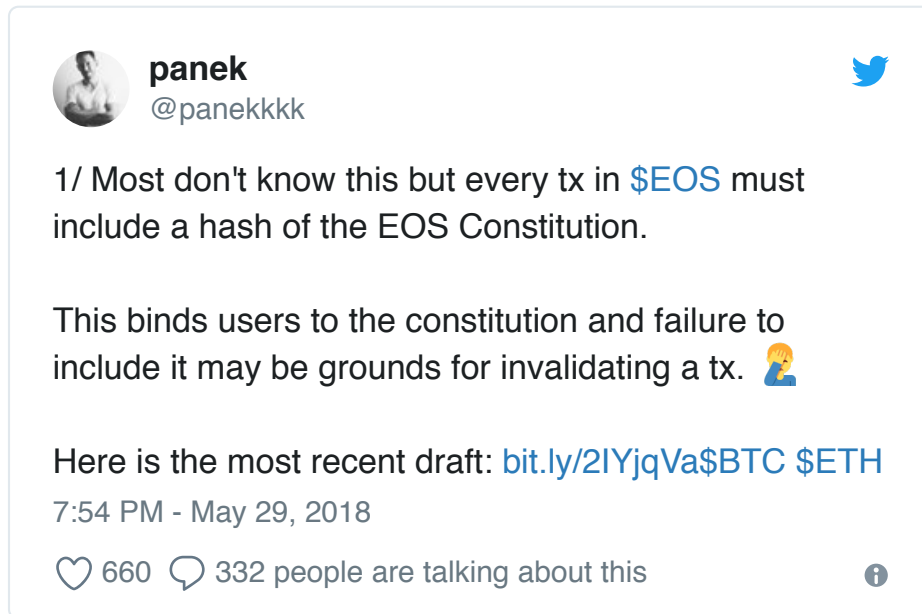 panek
@panekkkk
1/ Most don't know this but every tx in $EOS must
include a hash of the EOS Constitution.
This binds users to the constitution and failure to
include it may be grounds for invalidating a tx. 🤦‍♂️
Here is the most recent draft: bit.ly/2IYjqVa$BTC $ETH
7:54 PM - May 29, 2018
660 332 people are talking about this